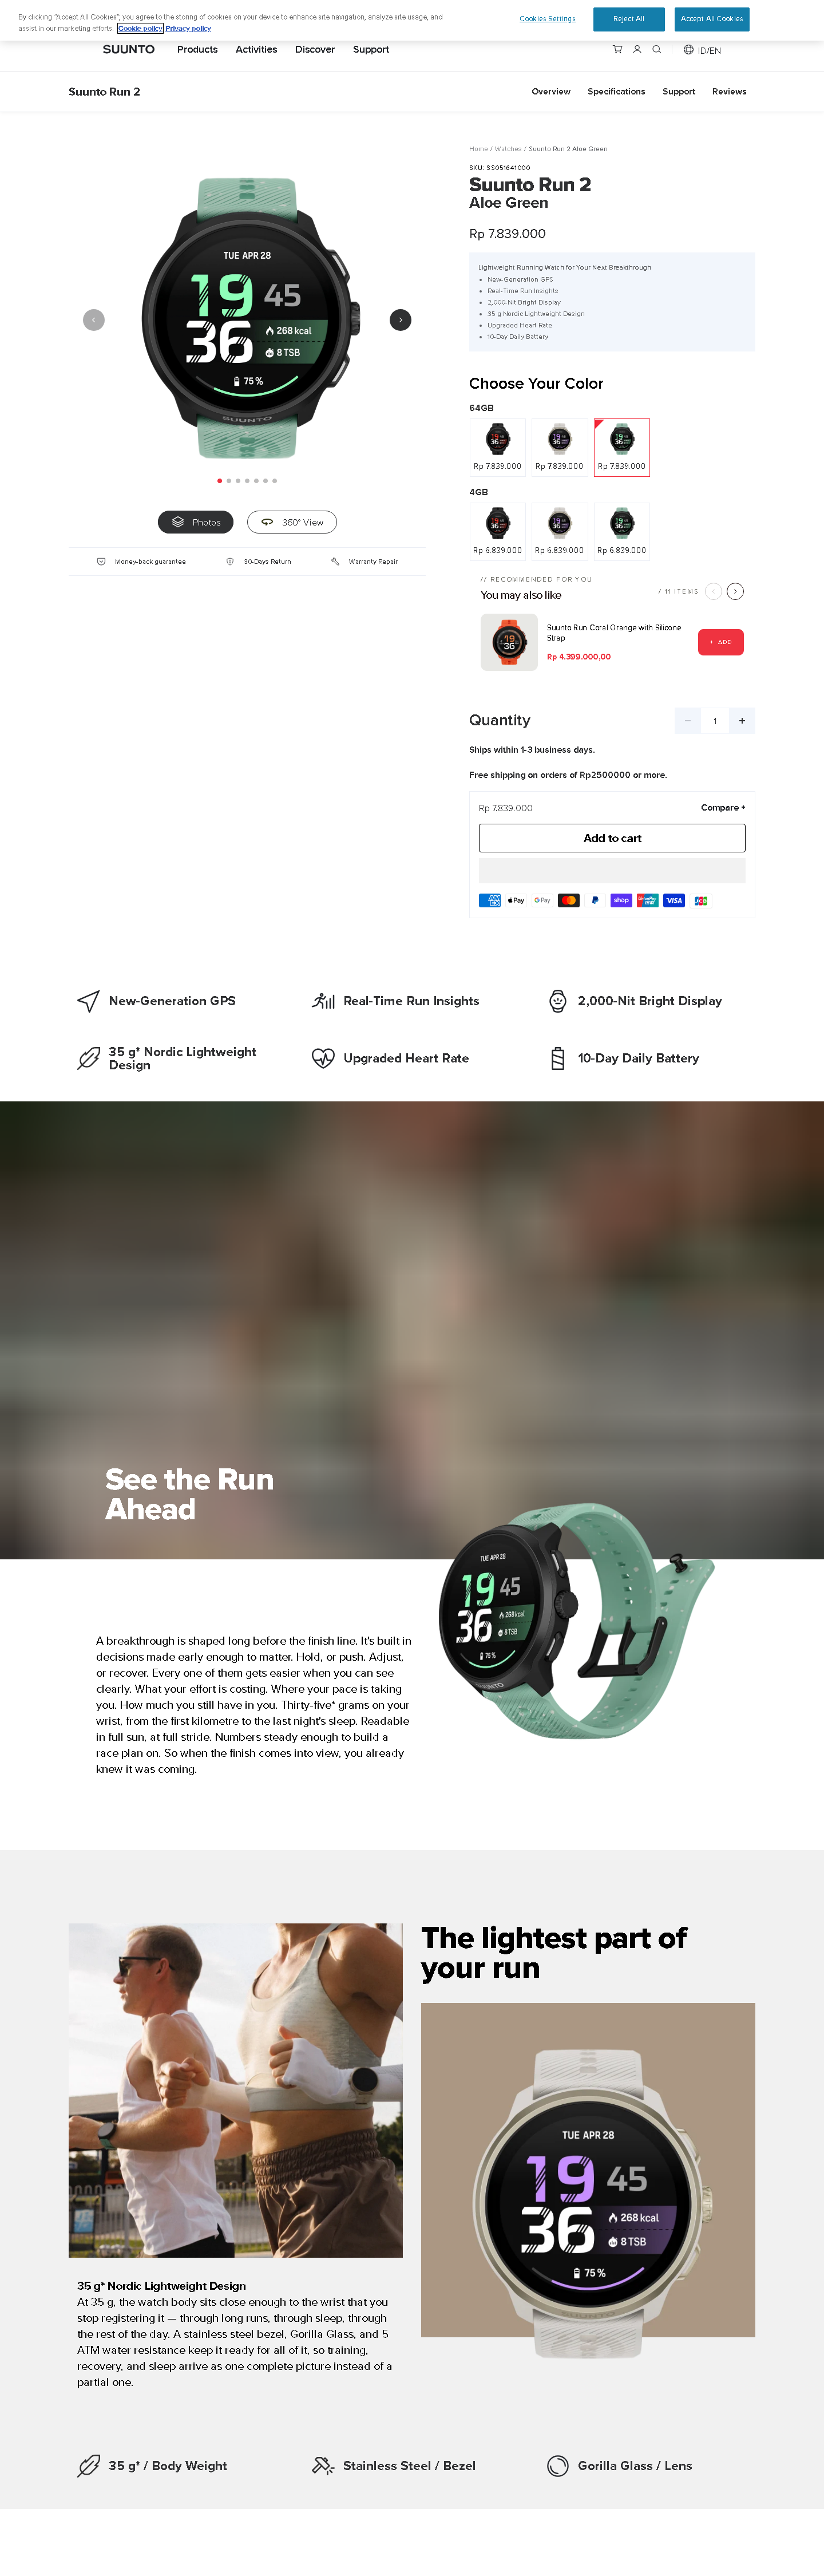 By clicking "Accept All Cookies", you agree to the storing of cookies on your device to enhance site navigation, analyze site usage, and
assist in our marketing efforts. Cookie policy Privacy policy
Cookies Settings
Reject All
Accept All Cookies
SUUNTO
Products
Activities
Discover
Support
ID/EN
Suunto Run 2
Overview
Specifications
Support
Reviews
Home / Watches / Suunto Run 2 Aloe Green
SKU: SS051641000
Suunto Run 2
Aloe Green
Rp 7.839.000
Lightweight Running Watch for Your Next Breakthrough
New-Generation GPS
Real-Time Run Insights
2,000-Nit Bright Display
35 g Nordic Lightweight Design
Upgraded Heart Rate
10-Day Daily Battery
TUE APR 28
19 45
36
268 kcal
8 TSB
75 %
SUUNTO
Photos
360° View
Money-back guarantee
30-Days Return
Warranty Repair
Choose Your Color
64GB
Rp 7.839.000
Rp 7.839.000
Rp 7.839.000
4GB
Rp 6.839.000
Rp 6.839.000
Rp 6.839.000
// RECOMMENDED FOR YOU
You may also like
/ 11 ITEMS
Suunto Run Coral Orange with Silicone
Strap
Rp 4.399.000,00
+ ADD
Quantity
− 1 +
Ships within 1-3 business days.
Free shipping on orders of Rp2500000 or more.
Rp 7.839.000
Compare +
Add to cart
AMEX
Pay
G Pay
shop
UnionPay
VISA
JCB
New-Generation GPS
Real-Time Run Insights
2,000-Nit Bright Display
35 g* Nordic Lightweight
Design
Upgraded Heart Rate
10-Day Daily Battery
See the Run
Ahead
TUE APR 28
19 45
36
268 kcal
8 TSB
75 %
A breakthrough is shaped long before the finish line. It's built in
decisions made early enough to matter. Hold, or push. Adjust,
or recover. Every one of them gets easier when you can see
clearly. What your effort is costing. Where your pace is taking
you. How much you still have in you. Thirty-five* grams on your
wrist, from the first kilometre to the last night's sleep. Readable
in full sun, at full stride. Numbers steady enough to build a
race plan on. So when the finish comes into view, you already
knew it was coming.
The lightest part of
your run
TUE APR 28
19 45
36
268 kcal
8 TSB
75 %
SUUNTO
35 g* Nordic Lightweight Design
At 35 g, the watch body sits close enough to the wrist that you
stop registering it — through long runs, through sleep, through
the rest of the day. A stainless steel bezel, Gorilla Glass, and 5
ATM water resistance keep it ready for all of it, so training,
recovery, and sleep arrive as one complete picture instead of a
partial one.
35 g* / Body Weight
Stainless Steel / Bezel
Gorilla Glass / Lens